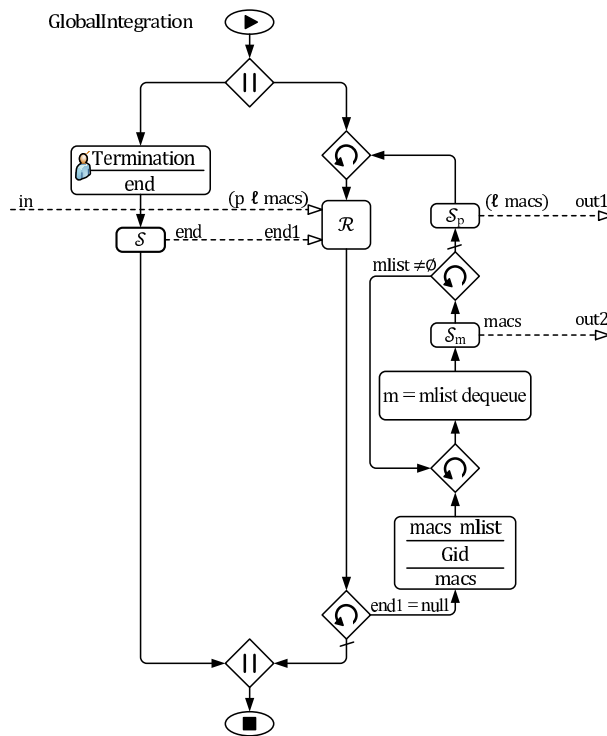 GlobalIntegration
Termination
end
in
(p ℓ macs)
𝓡
𝓢
end
end1
𝓢p
(ℓ macs)
out1
mlist ≠∅
𝓢m
macs
out2
m = mlist dequeue
macs mlist
Gid
macs
end1 = null